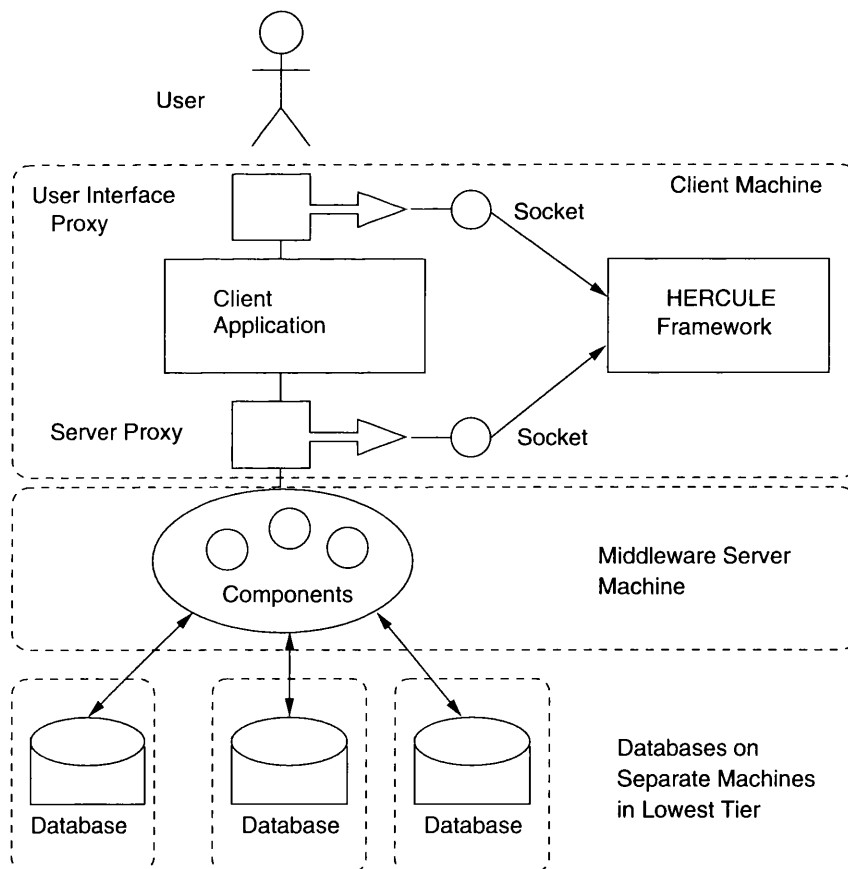 User
User Interface
Proxy
Client Machine
Socket
Client
Application
HERCULE
Framework
Server Proxy
Socket
Middleware Server
Machine
Components
Databases on
Separate Machines
in Lowest Tier
Database
Database
Database